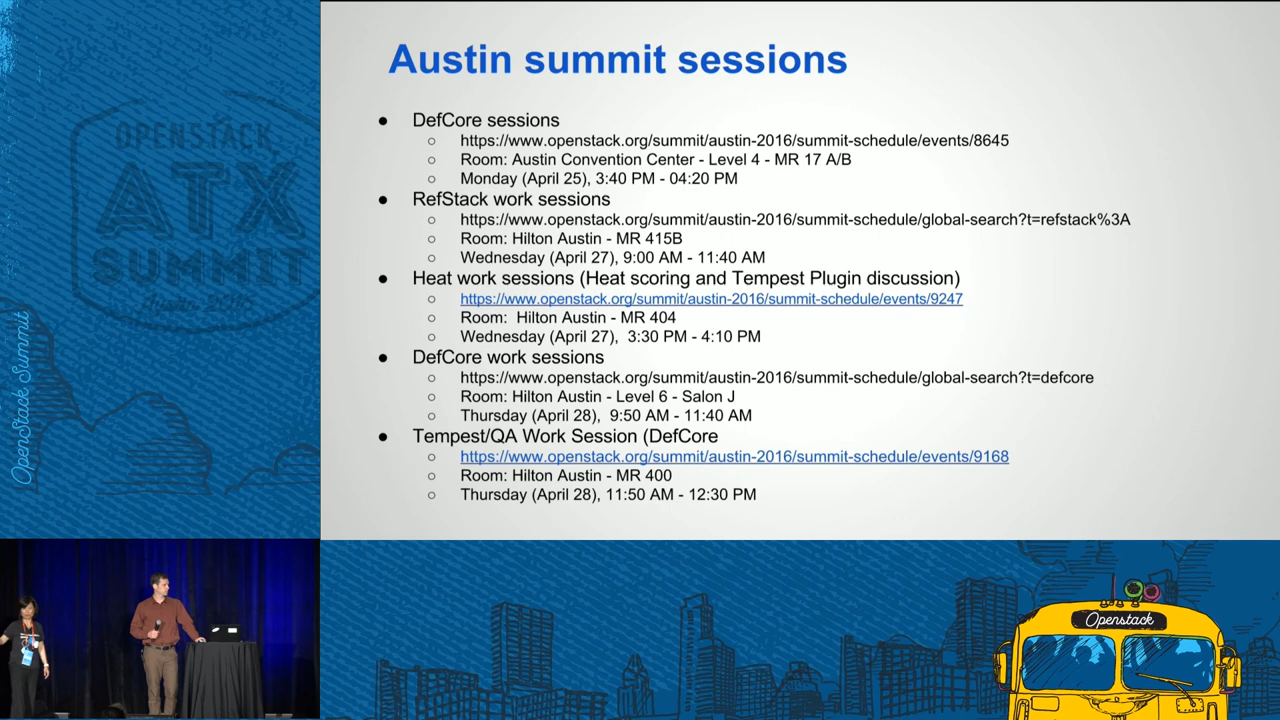 Austin summit sessions
● DefCore sessions
○ https://www.openstack.org/summit/austin-2016/summit-schedule/events/8645
○ Room: Austin Convention Center - Level 4 - MR 17 A/B
○ Monday (April 25), 3:40 PM - 04:20 PM
● RefStack work sessions
○ https://www.openstack.org/summit/austin-2016/summit-schedule/global-search?t=refstack%3A
○ Room: Hilton Austin - MR 415B
○ Wednesday (April 27), 9:00 AM - 11:40 AM
● Heat work sessions (Heat scoring and Tempest Plugin discussion)
○ https://www.openstack.org/summit/austin-2016/summit-schedule/events/9247
○ Room:  Hilton Austin - MR 404
○ Wednesday (April 27),  3:30 PM - 4:10 PM
● DefCore work sessions
○ https://www.openstack.org/summit/austin-2016/summit-schedule/global-search?t=defcore
○ Room: Hilton Austin - Level 6 - Salon J
○ Thursday (April 28),  9:50 AM - 11:40 AM
● Tempest/QA Work Session (DefCore
○ https://www.openstack.org/summit/austin-2016/summit-schedule/events/9168
○ Room: Hilton Austin - MR 400
○ Thursday (April 28), 11:50 AM - 12:30 PM
OPENSTACK
ATX
SUMMIT
OpenStack Summit
Openstack